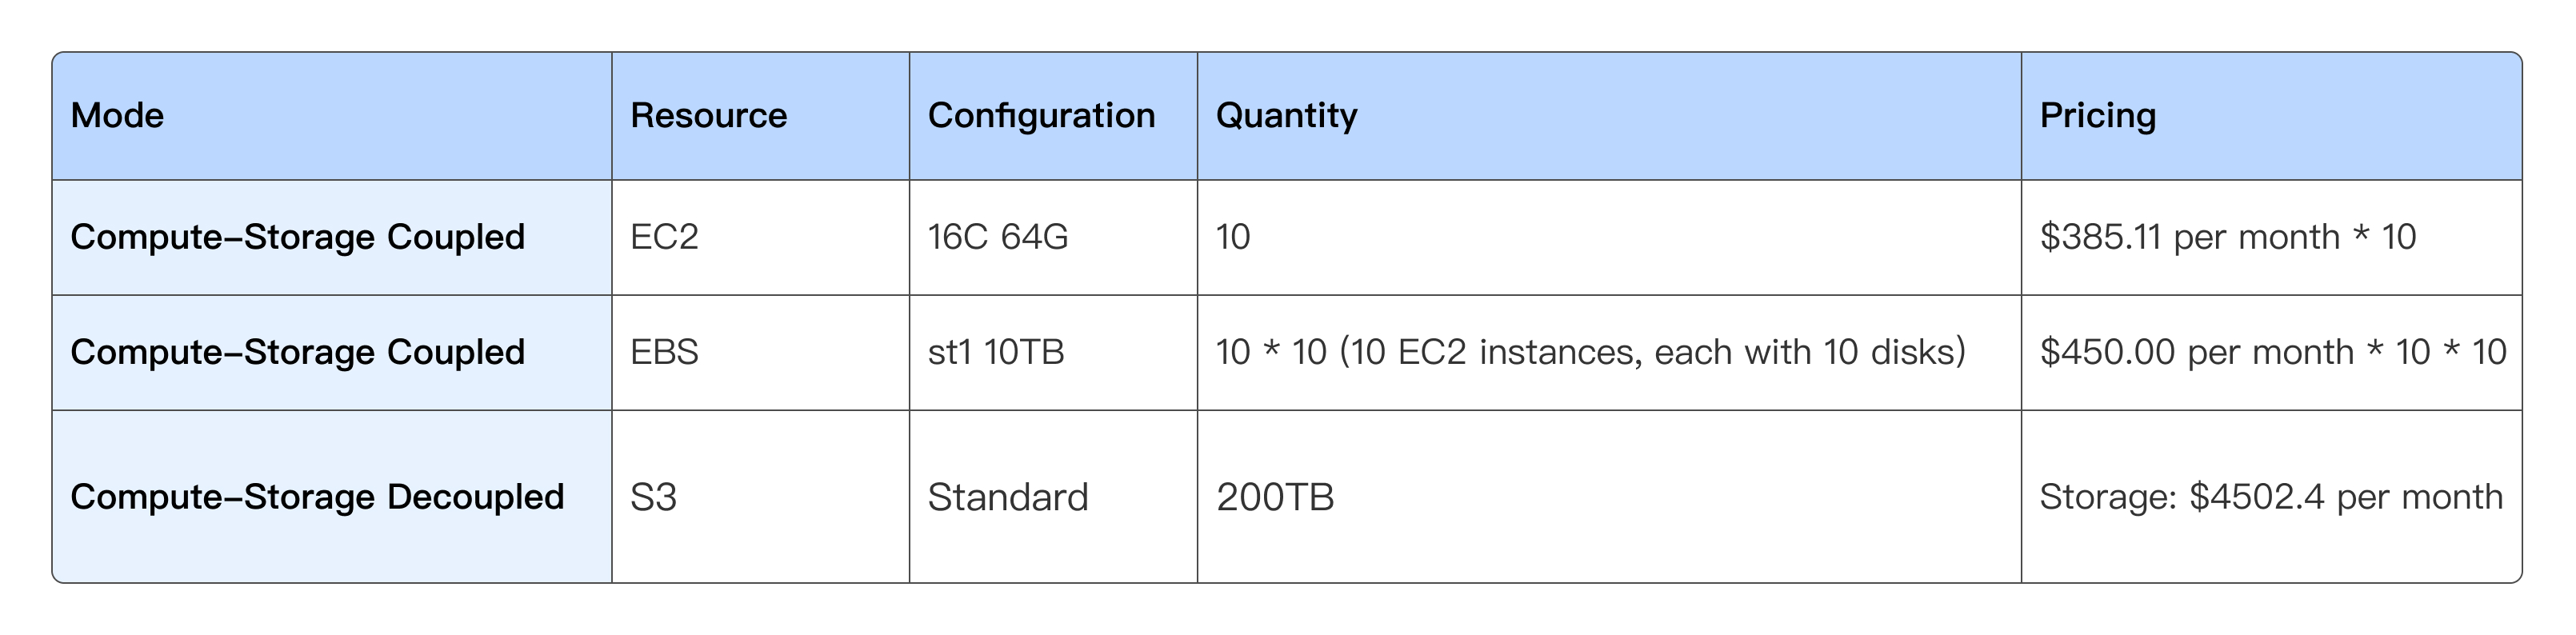 Mode Resource Configuration Quantity Pricing
Compute–Storage Coupled EC2 16C 64G 10 $385.11 per month * 10
Compute–Storage Coupled EBS st1 10TB 10 * 10 (10 EC2 instances, each with 10 disks) $450.00 per month * 10 * 10
Compute–Storage Decoupled S3 Standard 200TB Storage: $4502.4 per month